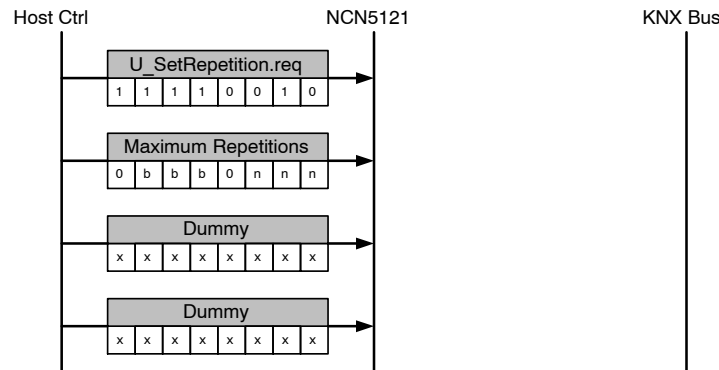 Host Ctrl NCN5121 KNX Bus
U_SetRepetition.req
1 1 1 1 0 0 1 0
Maximum Repetitions
0 b b b 0 n n n
Dummy
x x x x x x x x
Dummy
x x x x x x x x